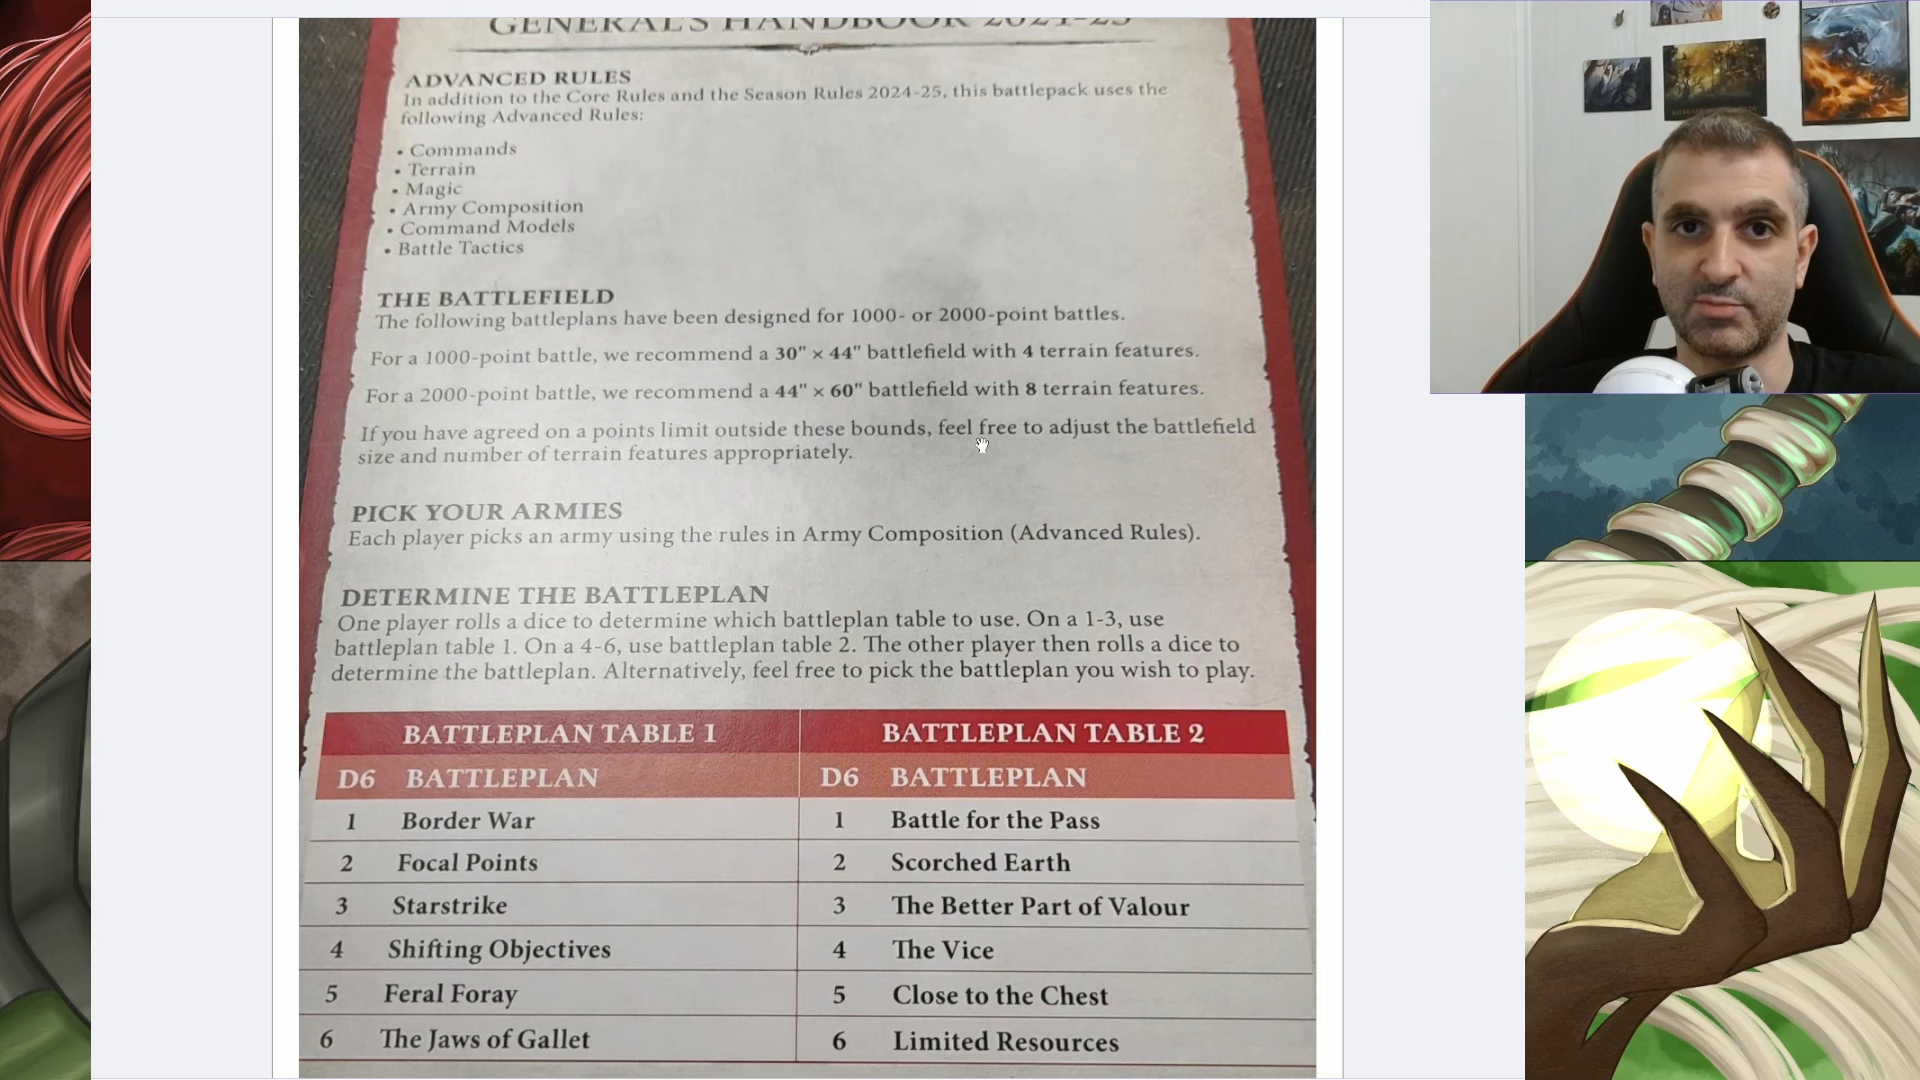 GENERAL'S HANDBOOK 2024-25
ADVANCED RULES
In addition to the Core Rules and the Season Rules 2024-25, this battlepack uses the
following Advanced Rules:
• Commands
• Terrain
• Magic
• Army Composition
• Command Models
• Battle Tactics
THE BATTLEFIELD
The following battleplans have been designed for 1000- or 2000-point battles.
For a 1000-point battle, we recommend a 30" × 44" battlefield with 4 terrain features.
For a 2000-point battle, we recommend a 44" × 60" battlefield with 8 terrain features.
If you have agreed on a points limit outside these bounds, feel free to adjust the battlefield
size and number of terrain features appropriately.
PICK YOUR ARMIES
Each player picks an army using the rules in Army Composition (Advanced Rules).
DETERMINE THE BATTLEPLAN
One player rolls a dice to determine which battleplan table to use. On a 1-3, use
battleplan table 1. On a 4-6, use battleplan table 2. The other player then rolls a dice to
determine the battleplan. Alternatively, feel free to pick the battleplan you wish to play.
BATTLEPLAN TABLE 1 BATTLEPLAN TABLE 2
D6 BATTLEPLAN D6 BATTLEPLAN
1 Border War 1 Battle for the Pass
2 Focal Points 2 Scorched Earth
3 Starstrike 3 The Better Part of Valour
4 Shifting Objectives 4 The Vice
5 Feral Foray 5 Close to the Chest
6 The Jaws of Gallet 6 Limited Resources